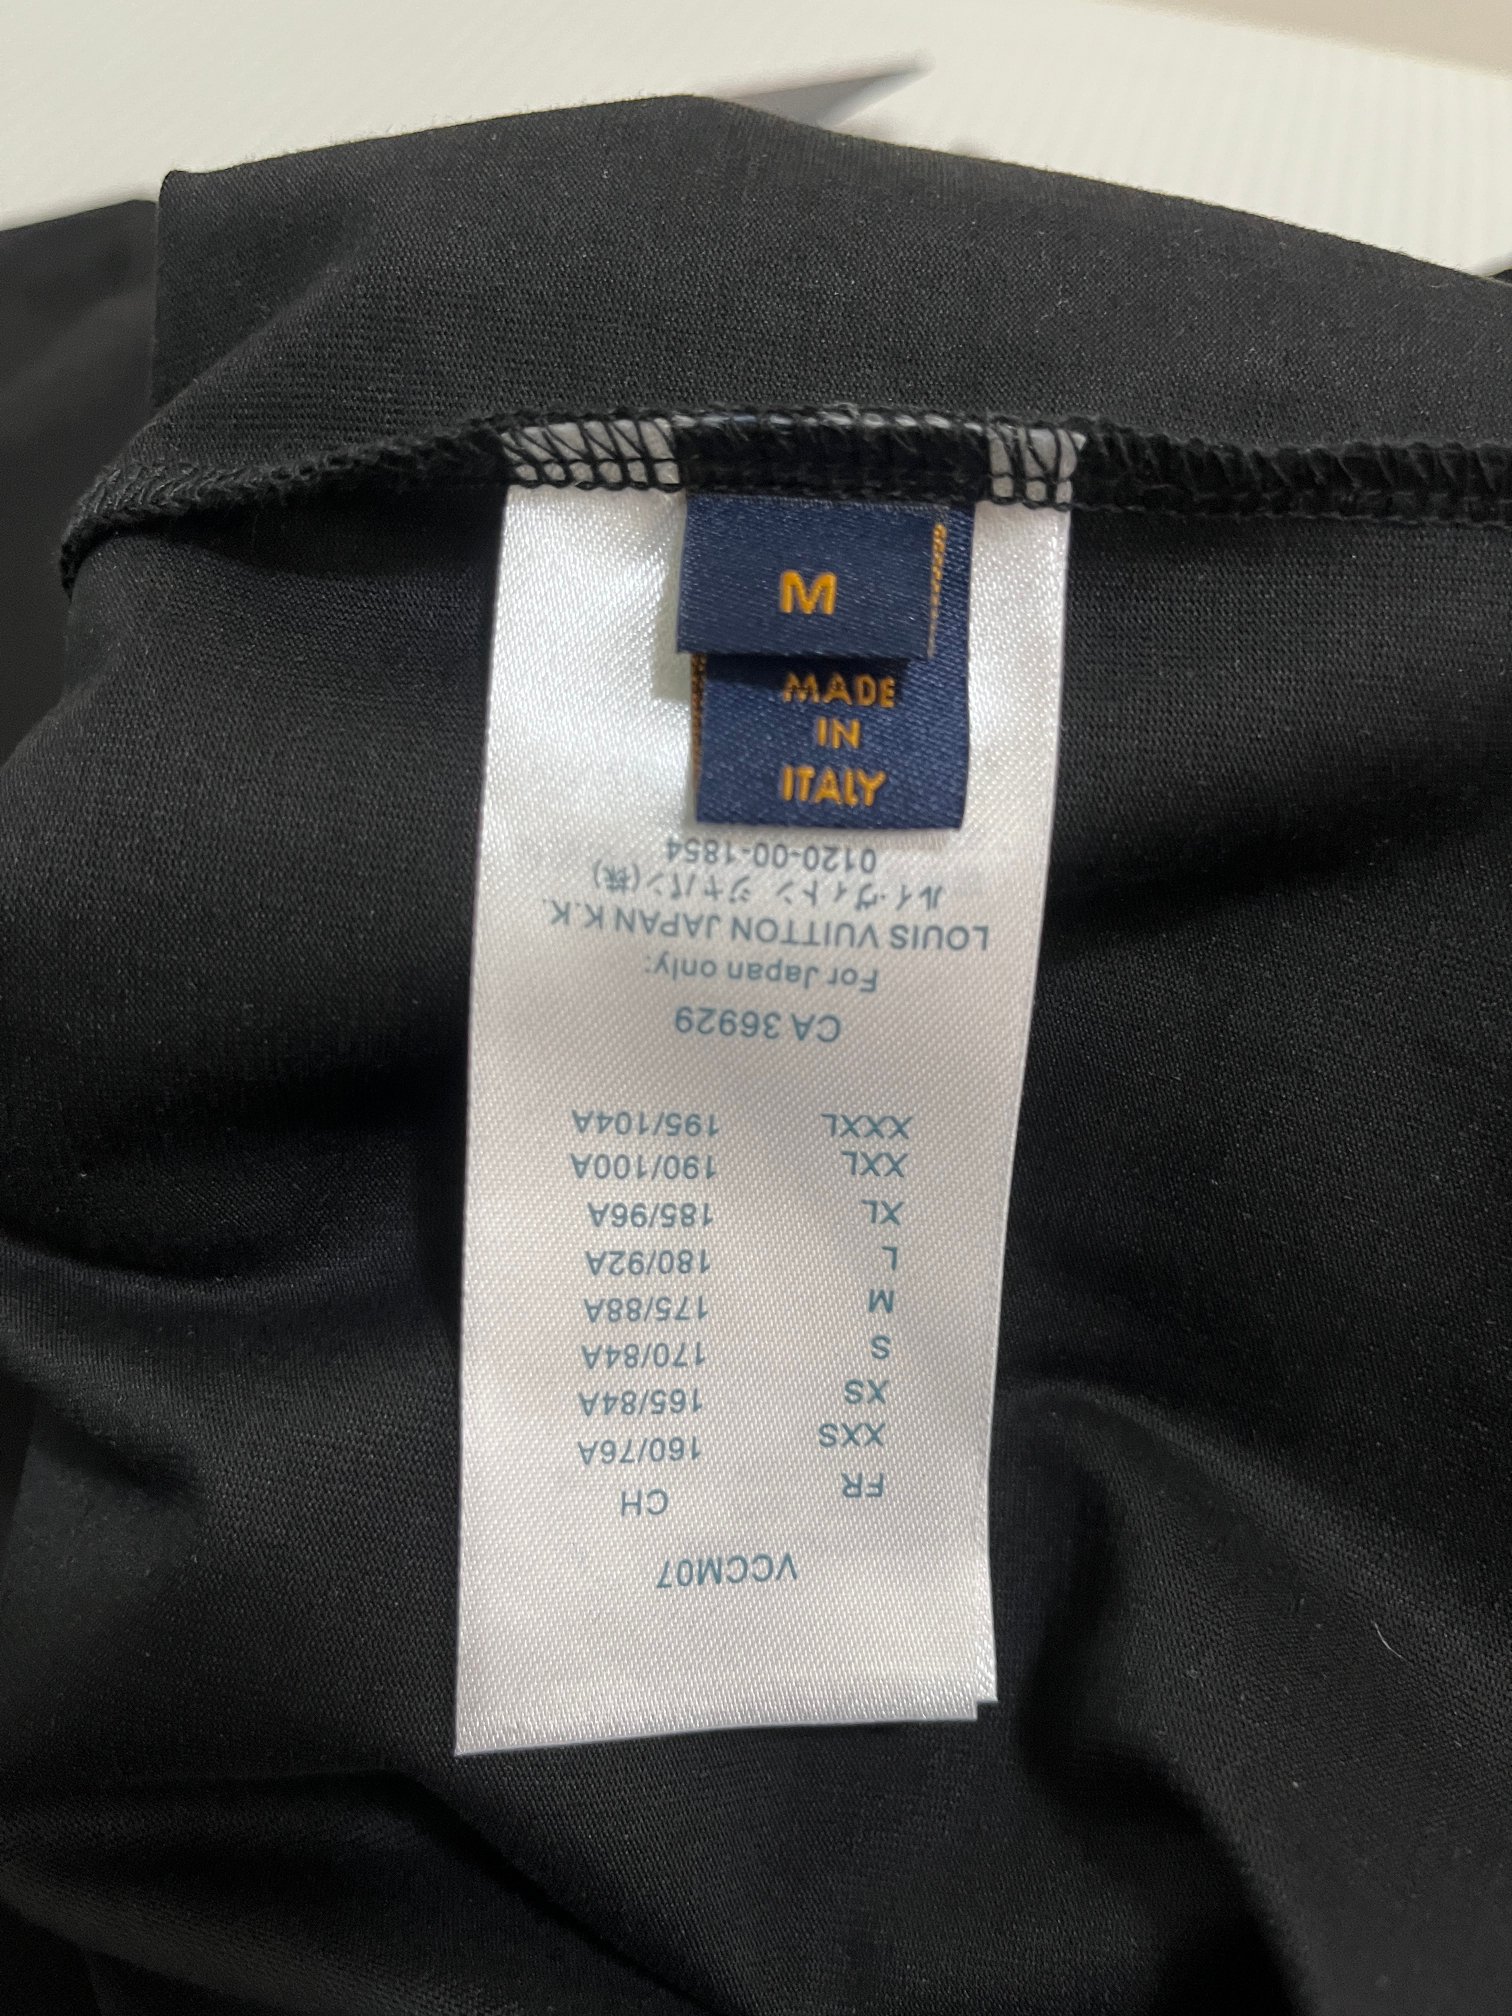 M
MADE
IN
ITALY
VCCM07
FR CH
XXS 160/76A
XS 165/84A
S 170/84A
M 175/88A
L 180/92A
XL 185/96A
XXL 190/100A
XXXL 195/104A
CA 36929
For Japan only:
LOUIS VUITTON JAPAN K.K.
ルイ・ヴィトン ジャパン(株)
0120-00-1854